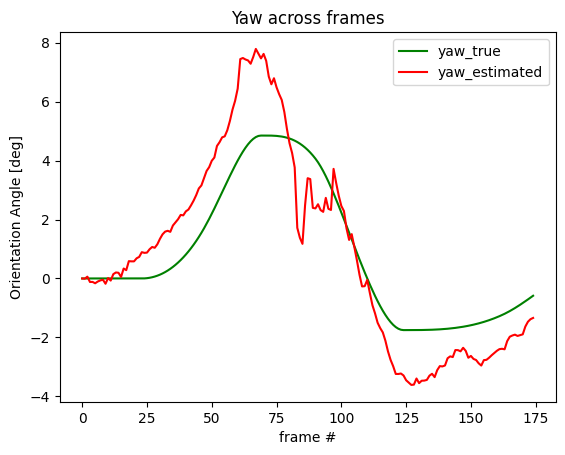 Yaw across frames
yaw_true
yaw_estimated
Orientation Angle [deg]
8
6
4
2
0
−2
−4
0 25 50 75 100 125 150 175
frame #